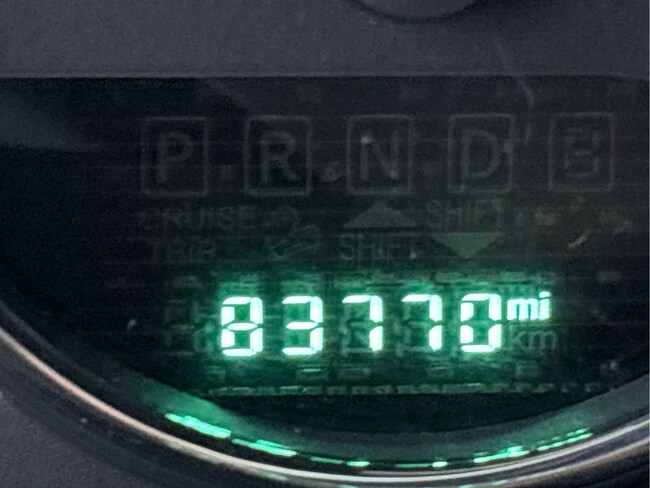 P R N D
CRUISE SHIFT
TRIP SHIFT
83770 mi
km